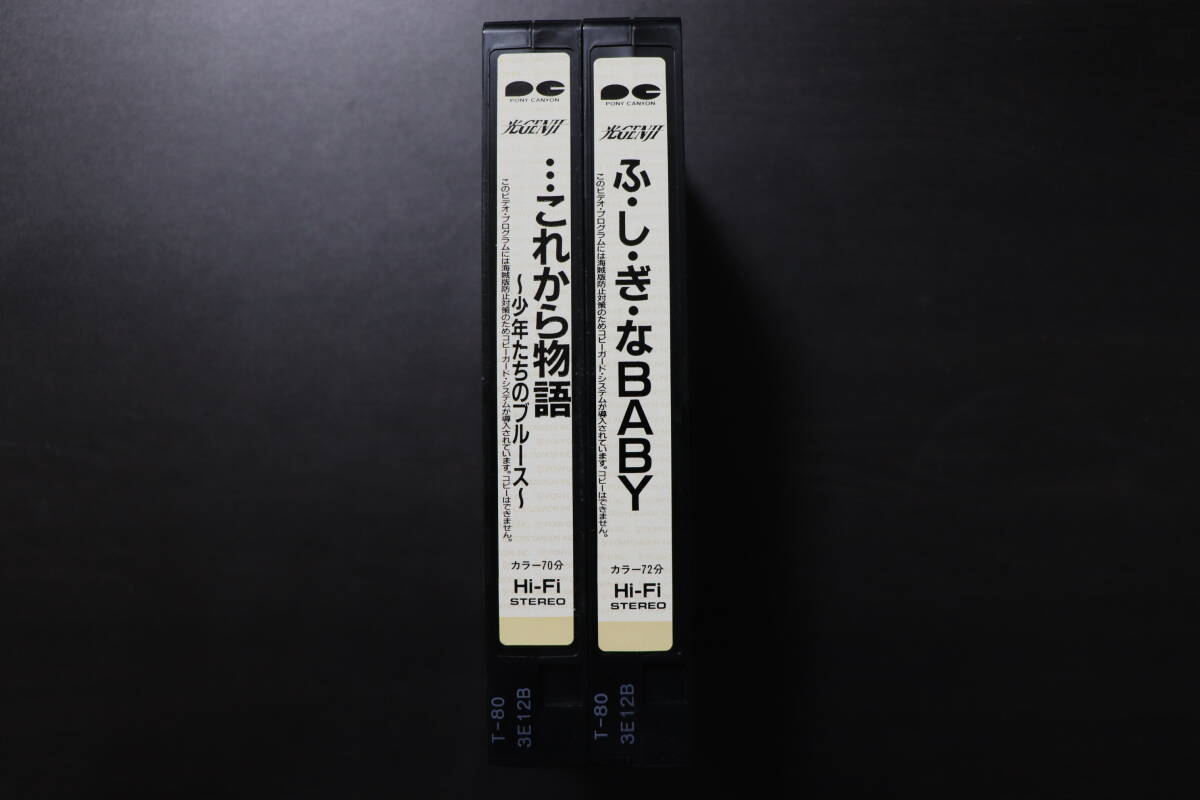 PONY CANYON
光GENJI
…これから物語
～少年たちのブルース～
このビデオ・プログラムには海賊版防止対策のためコピーガード・システムが導入されています。コピーはできません。
カラー70分
Hi-Fi
STEREO
T-80
3E12B
PONY CANYON
光GENJI
ふ・し・ぎ・なBABY
このビデオ・プログラムには海賊版防止対策のためコピーガード・システムが導入されています。コピーはできません。
カラー72分
Hi-Fi
STEREO
T-80
3E12B